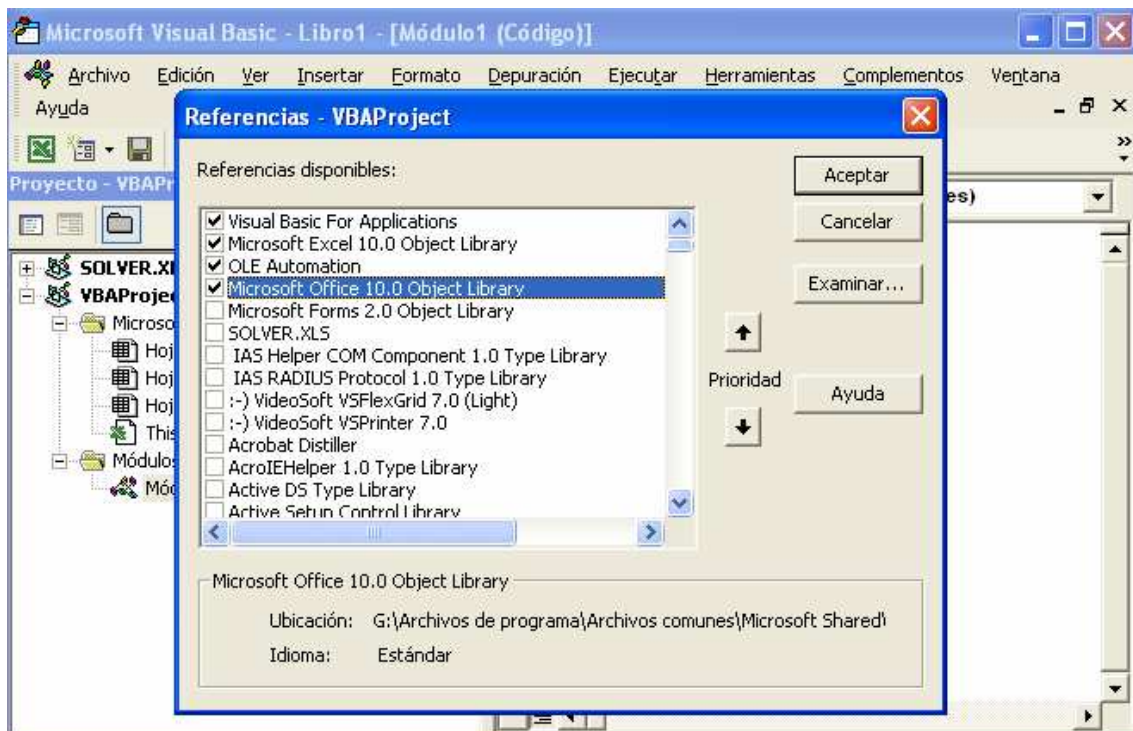 Microsoft Visual Basic - Libro1 - [Módulo1 (Código)]
Archivo Edición Ver Insertar Formato Depuración Ejecutar Herramientas Complementos Ventana
Ayuda
Referencias - VBAProject
Proyecto - VBAPr
es)
Referencias disponibles:
Aceptar
Cancelar
Examinar...
Prioridad
Ayuda
Visual Basic For Applications
Microsoft Excel 10.0 Object Library
OLE Automation
Microsoft Office 10.0 Object Library
Microsoft Forms 2.0 Object Library
SOLVER.XLS
IAS Helper COM Component 1.0 Type Library
IAS RADIUS Protocol 1.0 Type Library
:-) VideoSoft VSFlexGrid 7.0 (Light)
:-) VideoSoft VSPrinter 7.0
Acrobat Distiller
AcroIEHelper 1.0 Type Library
Active DS Type Library
Active Setup Control Library
SOLVER.XL
VBAProje
Microso
Hoj
Hoj
Hoj
This
Módulo
Mód
Microsoft Office 10.0 Object Library
Ubicación: G:\Archivos de programa\Archivos comunes\Microsoft Shared\
Idioma: Estándar